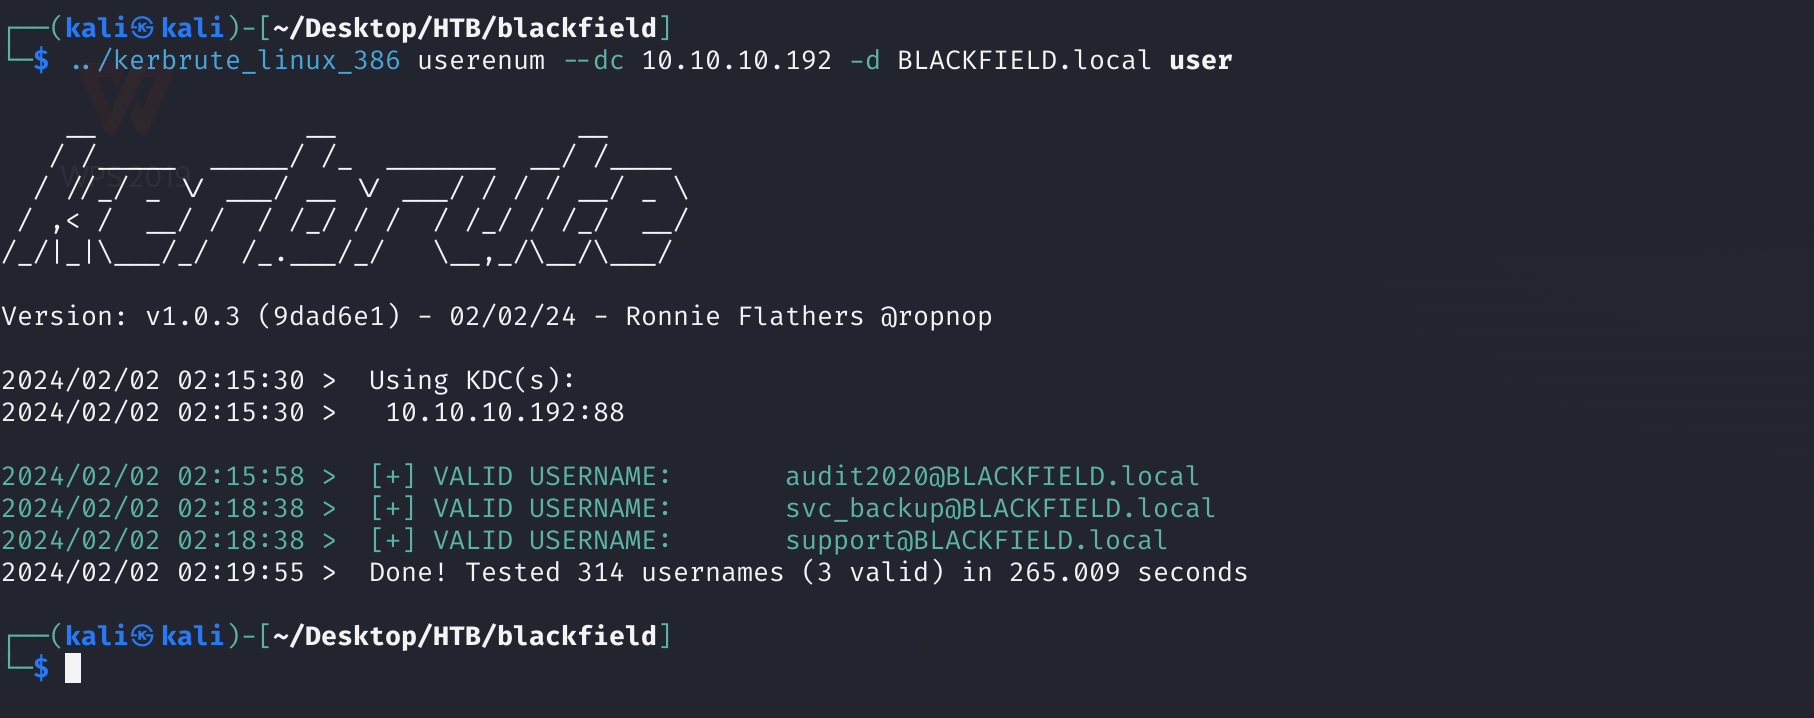 ┌──(kali㉿kali)-[~/Desktop/HTB/blackfield]
└─$ ../kerbrute_linux_386 userenum --dc 10.10.10.192 -d BLACKFIELD.local user
WPS 2019
    __             __               __
   / /_____  _____/ /_  _______  __/ /____
  / //_/ _ \/ ___/ __ \/ ___/ / / / __/ _ \
 / ,< /  __/ /  / /_/ / /  / /_/ / /_/  __/
/_/|_|\___/_/  /_.___/_/   \__,_/\__/\___/
Version: v1.0.3 (9dad6e1) - 02/02/24 - Ronnie Flathers @ropnop
2024/02/02 02:15:30 >  Using KDC(s):
2024/02/02 02:15:30 >   10.10.10.192:88
2024/02/02 02:15:58 >  [+] VALID USERNAME:       audit2020@BLACKFIELD.local
2024/02/02 02:18:38 >  [+] VALID USERNAME:       svc_backup@BLACKFIELD.local
2024/02/02 02:18:38 >  [+] VALID USERNAME:       support@BLACKFIELD.local
2024/02/02 02:19:55 >  Done! Tested 314 usernames (3 valid) in 265.009 seconds
┌──(kali㉿kali)-[~/Desktop/HTB/blackfield]
└─$